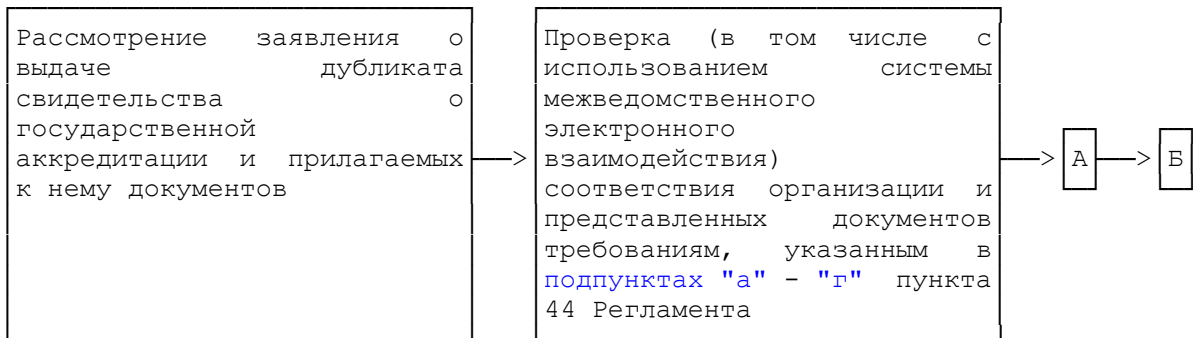 Рассмотрение заявления о
выдаче дубликата
свидетельства о
государственной
аккредитации и прилагаемых
к нему документов
Проверка (в том числе с
использованием системы
межведомственного
электронного
взаимодействия)
соответствия организации и
представленных документов
требованиям, указанным в
подпунктах "а" - "г" пункта
44 Регламента
А
Б